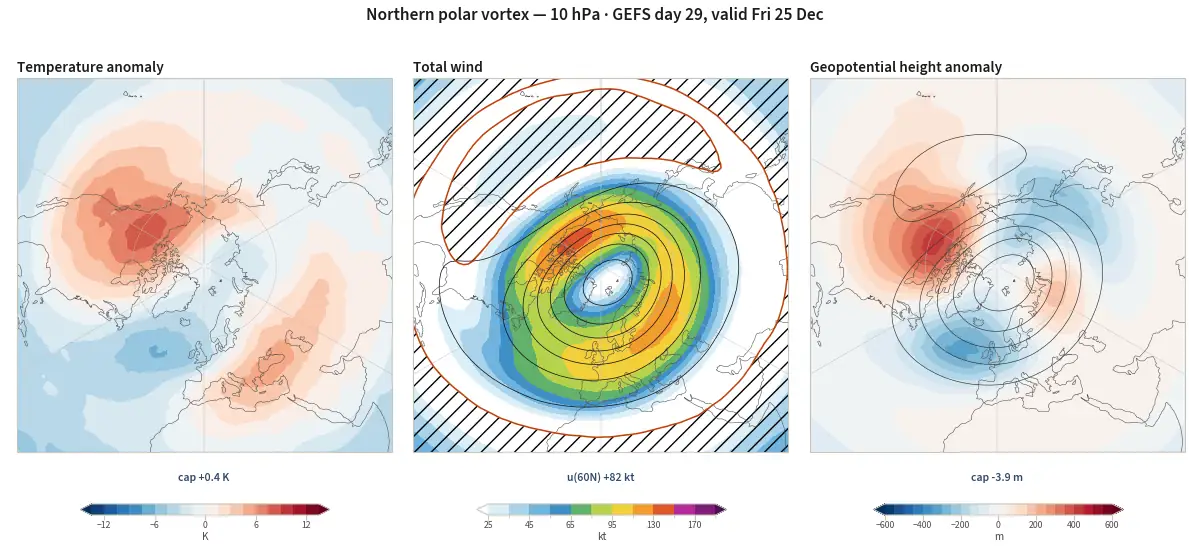 Northern polar vortex — 10 hPa · GEFS day 29, valid Fri 25 Dec
Temperature anomaly
Total wind
Geopotential height anomaly
cap +0.4 K
u(60N) +82 kt
cap -3.9 m
−12 −6 0 6 12
K
25 45 65 95 130 170
kt
−600 −400 −200 0 200 400 600
m